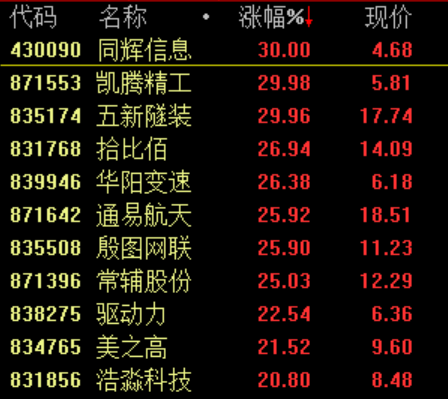 代码 名称 · 涨幅%↓ 现价
430090 同辉信息 30.00 4.68
871553 凯腾精工 29.98 5.81
835174 五新隧装 29.96 17.74
831768 拾比佰 26.94 14.09
839946 华阳变速 26.38 6.18
871642 通易航天 25.92 18.51
835508 殷图网联 25.90 11.23
871396 常辅股份 25.03 12.29
838275 驱动力 22.54 6.36
834765 美之高 21.52 9.60
831856 浩淼科技 20.80 8.48